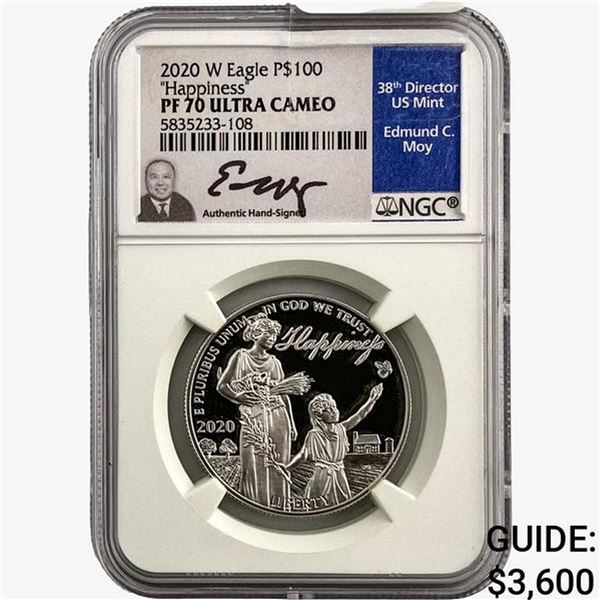 2020 W Eagle P$100
"Happiness"
PF 70 ULTRA CAMEO
5835233-108
Authentic Hand-Signed
38th Director
US Mint
Edmund C.
Moy
NGC®
E PLURIBUS UNUM
IN GOD WE TRUST
Happiness
2020
LIBERTY
GUIDE:
$3,600